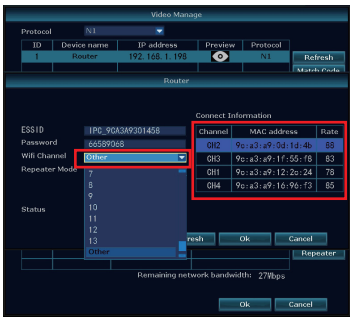 Video Manage
Protocol N1
ID Device name IP address Preview Protocol
1 Router 192.168.1.198 N1 Refresh
Match Code
Router
Connect Information
ESSID IPC_9CA3A9301458
Channel MAC address Rate
Password 66589068
CH2 9c:a3:a9:0d:1d:4b 88
Wifi Channel Other
CH3 9c:a3:a9:1f:55:f8 83
Repeater Mode
7
CH1 9c:a3:a9:12:2c:24 78
8
CH4 9c:a3:a9:16:96:f3 85
9
Status 10
11
12
13 resh Ok Cancel
Other
Repeater
Remaining network bandwidth: 27Mbps
Ok Cancel